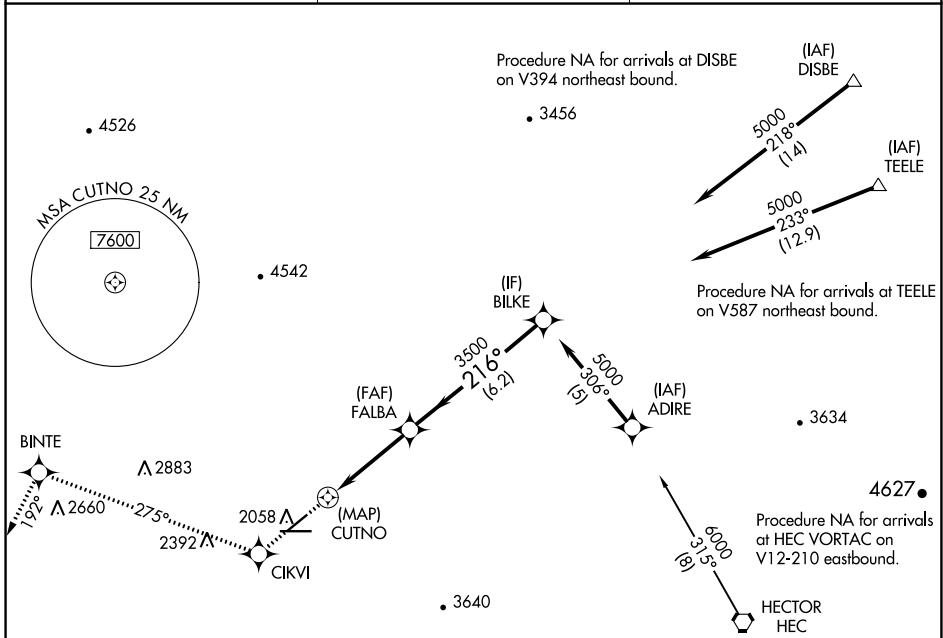 Procedure NA for arrivals at DISBE
on V394 northeast bound.
(IAF)
DISBE
4526
3456
5000
218°
(14)
(IAF)
TEELE
MSA CUTNO 25 NM
7600
5000
233°
(12.9)
4542
(IF)
BILKE
Procedure NA for arrivals at TEELE
on V587 northeast bound.
3500
216°
(6.2)
5000
306°
(5)
(FAF)
FALBA
(IAF)
ADIRE
3634
BINTE
2883
4627
192°
2660
275°
2392
2058
(MAP)
CUTNO
Procedure NA for arrivals
at HEC VORTAC on
V12-210 eastbound.
6000
315°
(8)
CIKVI
3640
HECTOR
HEC